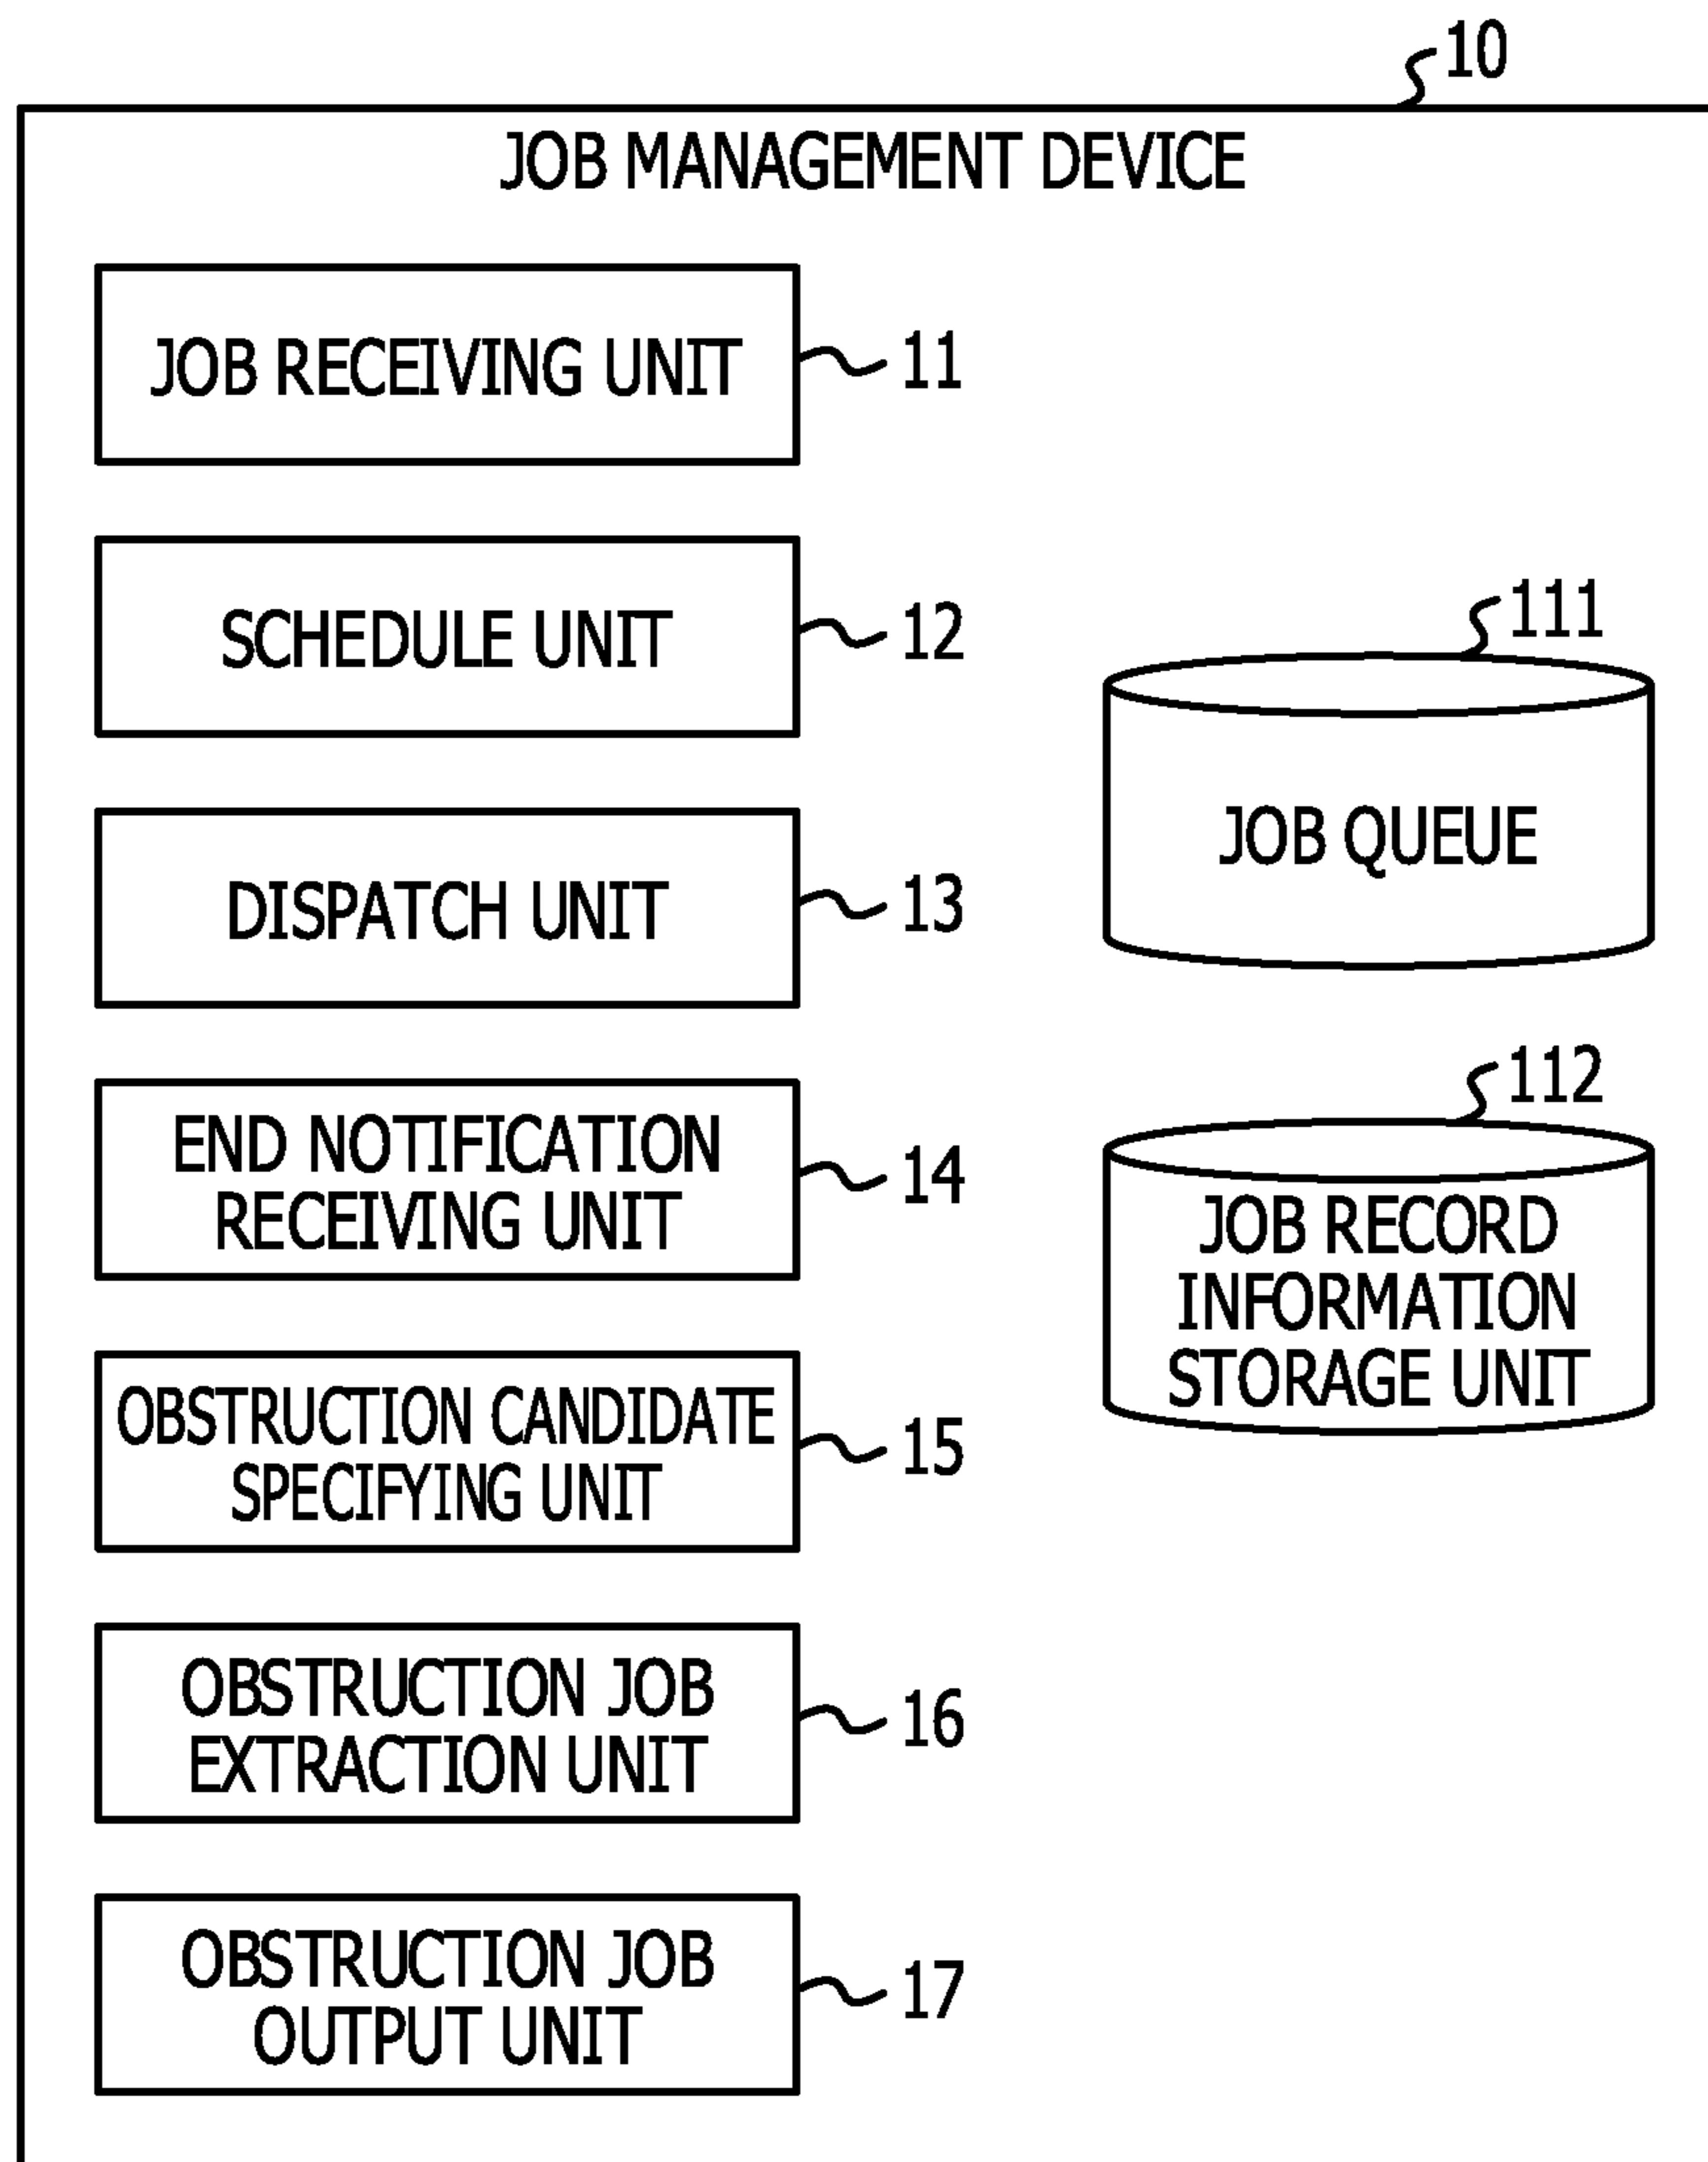 10
JOB MANAGEMENT DEVICE
JOB RECEIVING UNIT
11
SCHEDULE UNIT
12
DISPATCH UNIT
13
END NOTIFICATION
RECEIVING UNIT
14
OBSTRUCTION CANDIDATE
SPECIFYING UNIT
15
OBSTRUCTION JOB
EXTRACTION UNIT
16
OBSTRUCTION JOB
OUTPUT UNIT
17
111
JOB QUEUE
112
JOB RECORD
INFORMATION
STORAGE UNIT